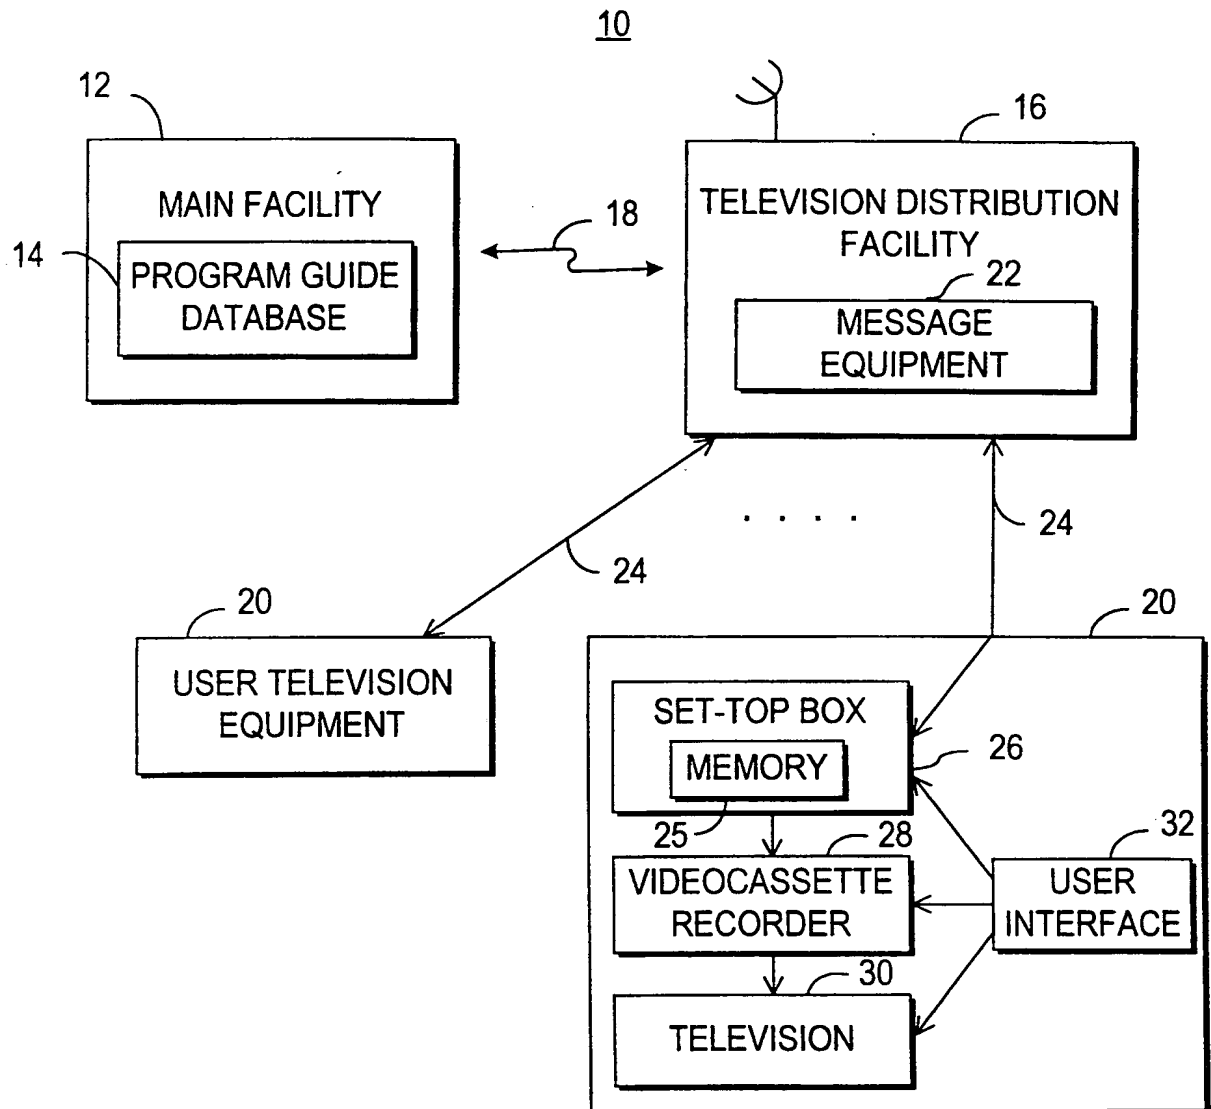 10
12
16
MAIN FACILITY
TELEVISION DISTRIBUTION
FACILITY
18
14
PROGRAM GUIDE
DATABASE
22
MESSAGE
EQUIPMENT
. . . .
24
24
20
20
USER TELEVISION
EQUIPMENT
SET-TOP BOX
MEMORY
26
25
28
32
VIDEOCASSETTE
RECORDER
USER
INTERFACE
30
TELEVISION